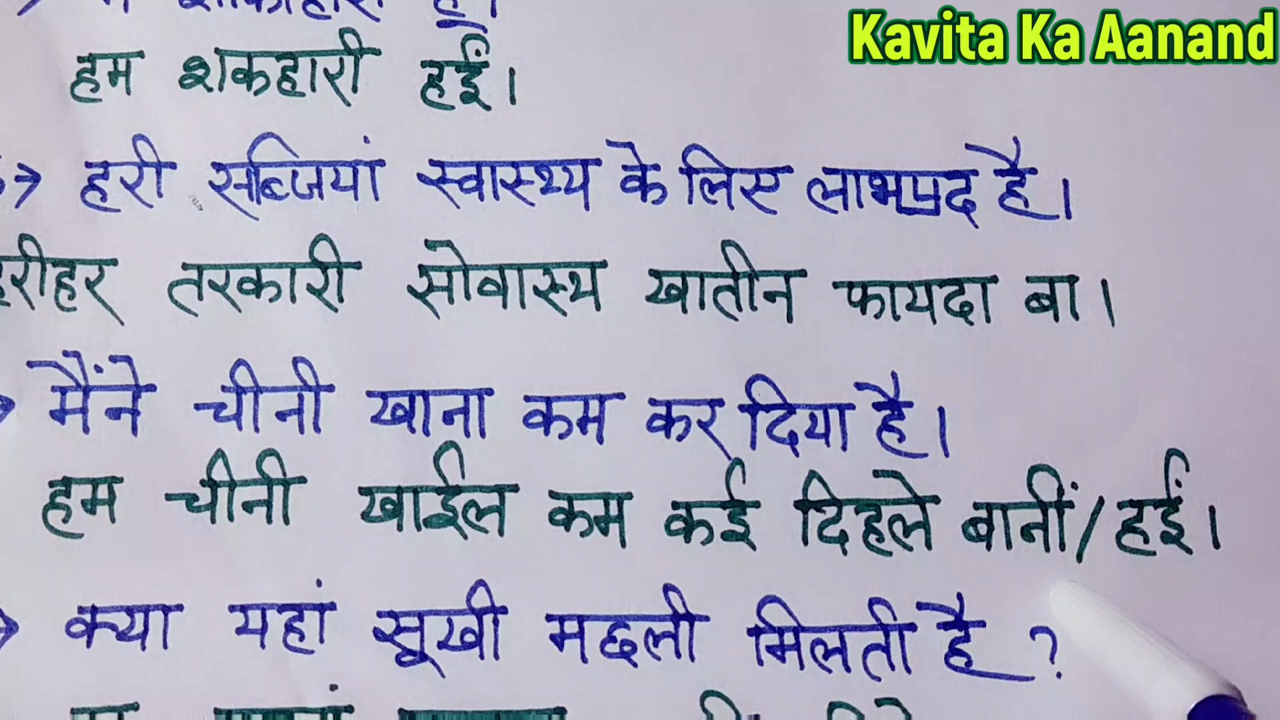 Kavita Ka Aanand
शाकाहारी हूँ।
हम शकहारी हईं।
→ हरी सब्जियां स्वास्थ्य के लिए लाभप्रद है।
हरीहर तरकारी सोवास्थ खातीन फायदा बा।
मैंने चीनी खाना कम कर दिया है।
हम चीनी खाईल कम कई दिहले बानीं/हईं।
क्या यहां सूखी मछली मिलती है ?